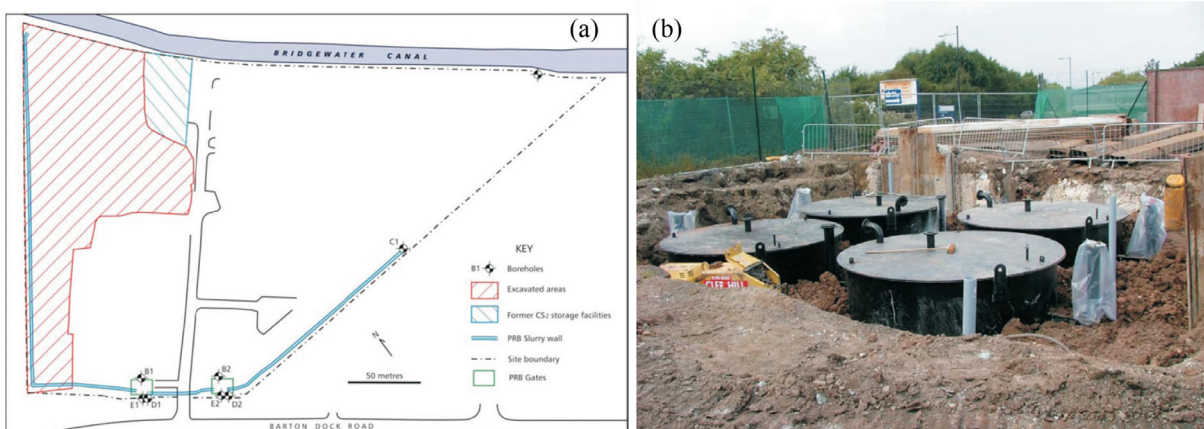 (a)
BRIDGEWATER CANAL
C1
KEY
B1 Boreholes
Excavated areas
Former CS2 storage facilities
PRB Slurry wall
Site boundary
PRB Gates
N
50 metres
B1
B2
E1 D1
E2 D2
BARTON DOCK ROAD
(b)
CLEE HILL